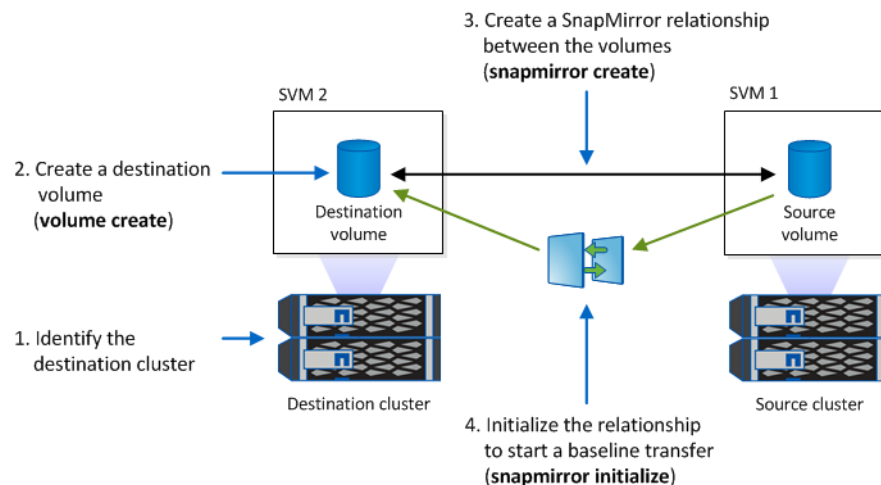 3. Create a SnapMirror relationship
between the volumes
(snapmirror create)
SVM 2
SVM 1
2. Create a destination
volume
(volume create)
Destination
volume
Source
volume
1. Identify the
destination cluster
Destination cluster
Source cluster
4. Initialize the relationship
to start a baseline transfer
(snapmirror initialize)